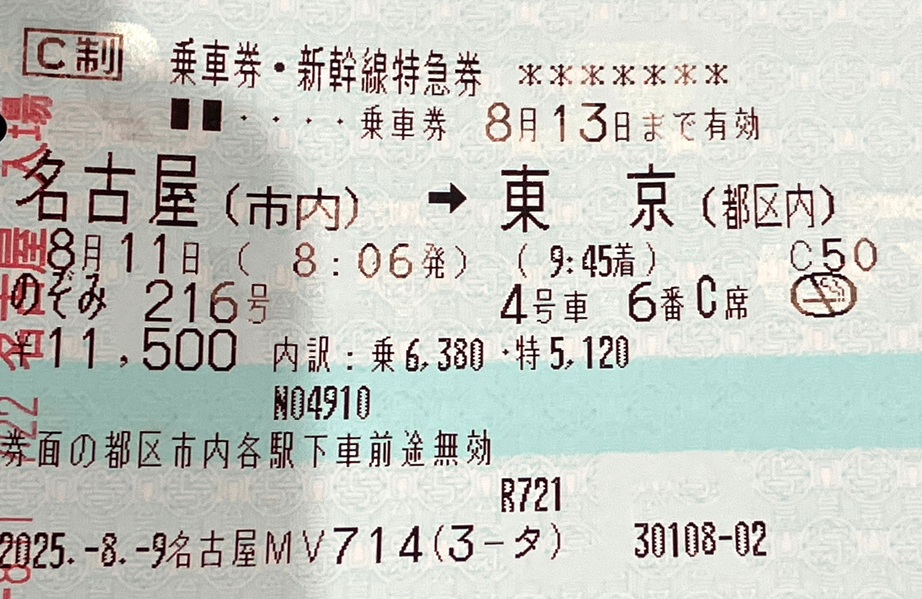 C制 乗車券・新幹線特急券 *******
■■・・・・乗車券 8月13日まで有効
名古屋(市内) → 東京(都区内)
8月11日( 8:06発) (9:45着) C50
のぞみ 216号 4号車 6番C席
¥11,500 内訳:乗6,380・特5,120
N04910
券面の都区市内各駅下車前途無効
R721
2025.-8.-9名古屋MV714(3-タ) 30108-02
名古屋入場